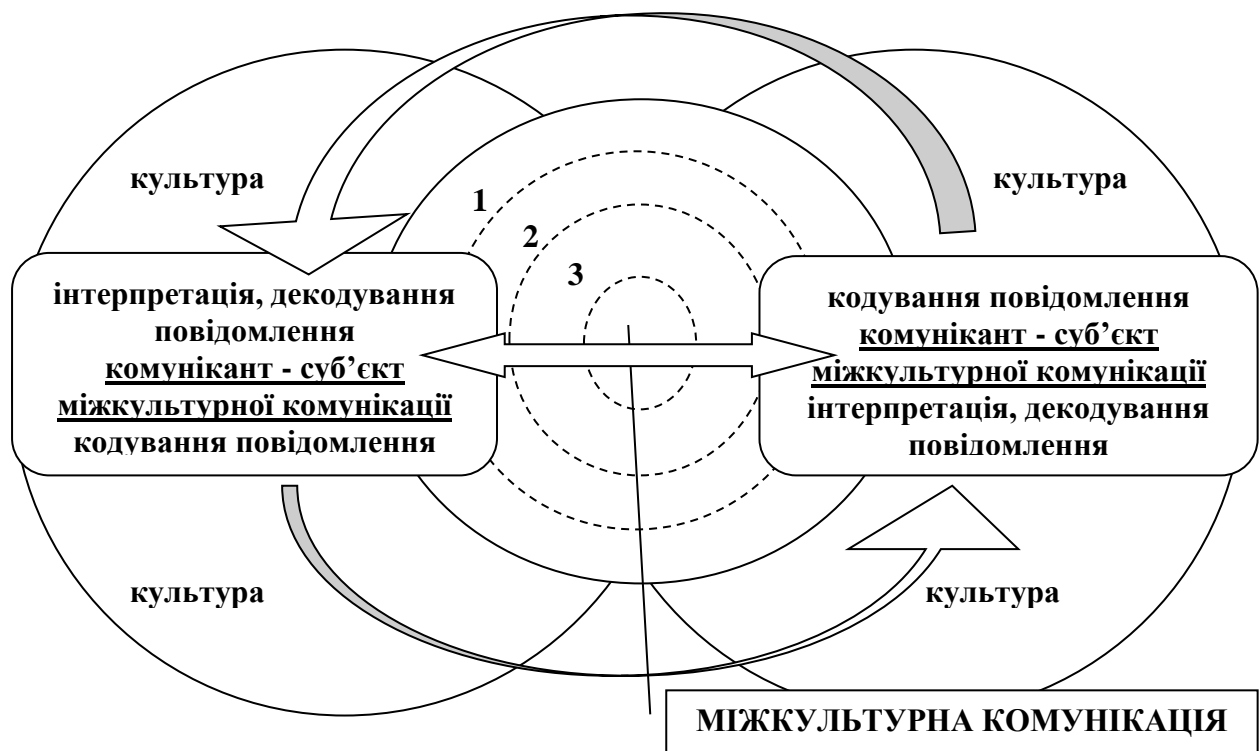 культура
культура
1
2
3
інтерпретація, декодування
повідомлення
комунікант - суб’єкт
міжкультурної комунікації
кодування повідомлення
кодування повідомлення
комунікант - суб’єкт
міжкультурної комунікації
інтерпретація, декодування
повідомлення
культура
культура
МІЖКУЛЬТУРНА КОМУНІКАЦІЯ